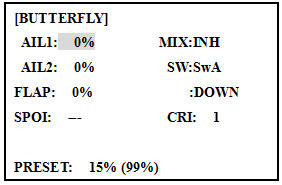 [BUTTERFLY]
AIL1: 0% MIX:INH
AIL2: 0% SW:SwA
FLAP: 0% :DOWN
SPOI: --- CRI: 1
PRESET: 15% (99%)